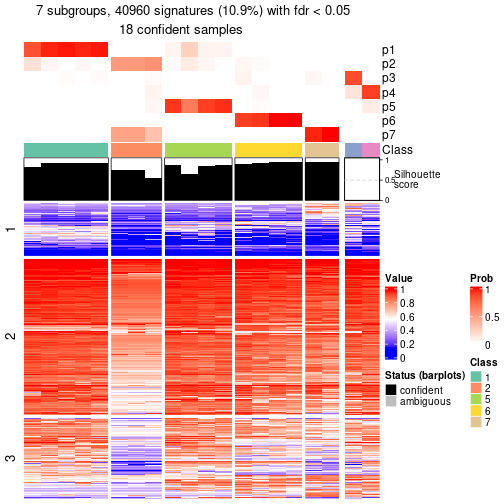 7 subgroups, 40960 signatures (10.9%) with fdr < 0.05
18 confident samples
p1
p2
p3
p4
p5
p6
p7
Class
1
0.5
0
Silhouette
score
1
2
3
Value
1
0.8
0.6
0.4
0.2
0
Prob
1
0.5
0
Status (barplots)
confident
ambiguous
Class
1
2
5
6
7